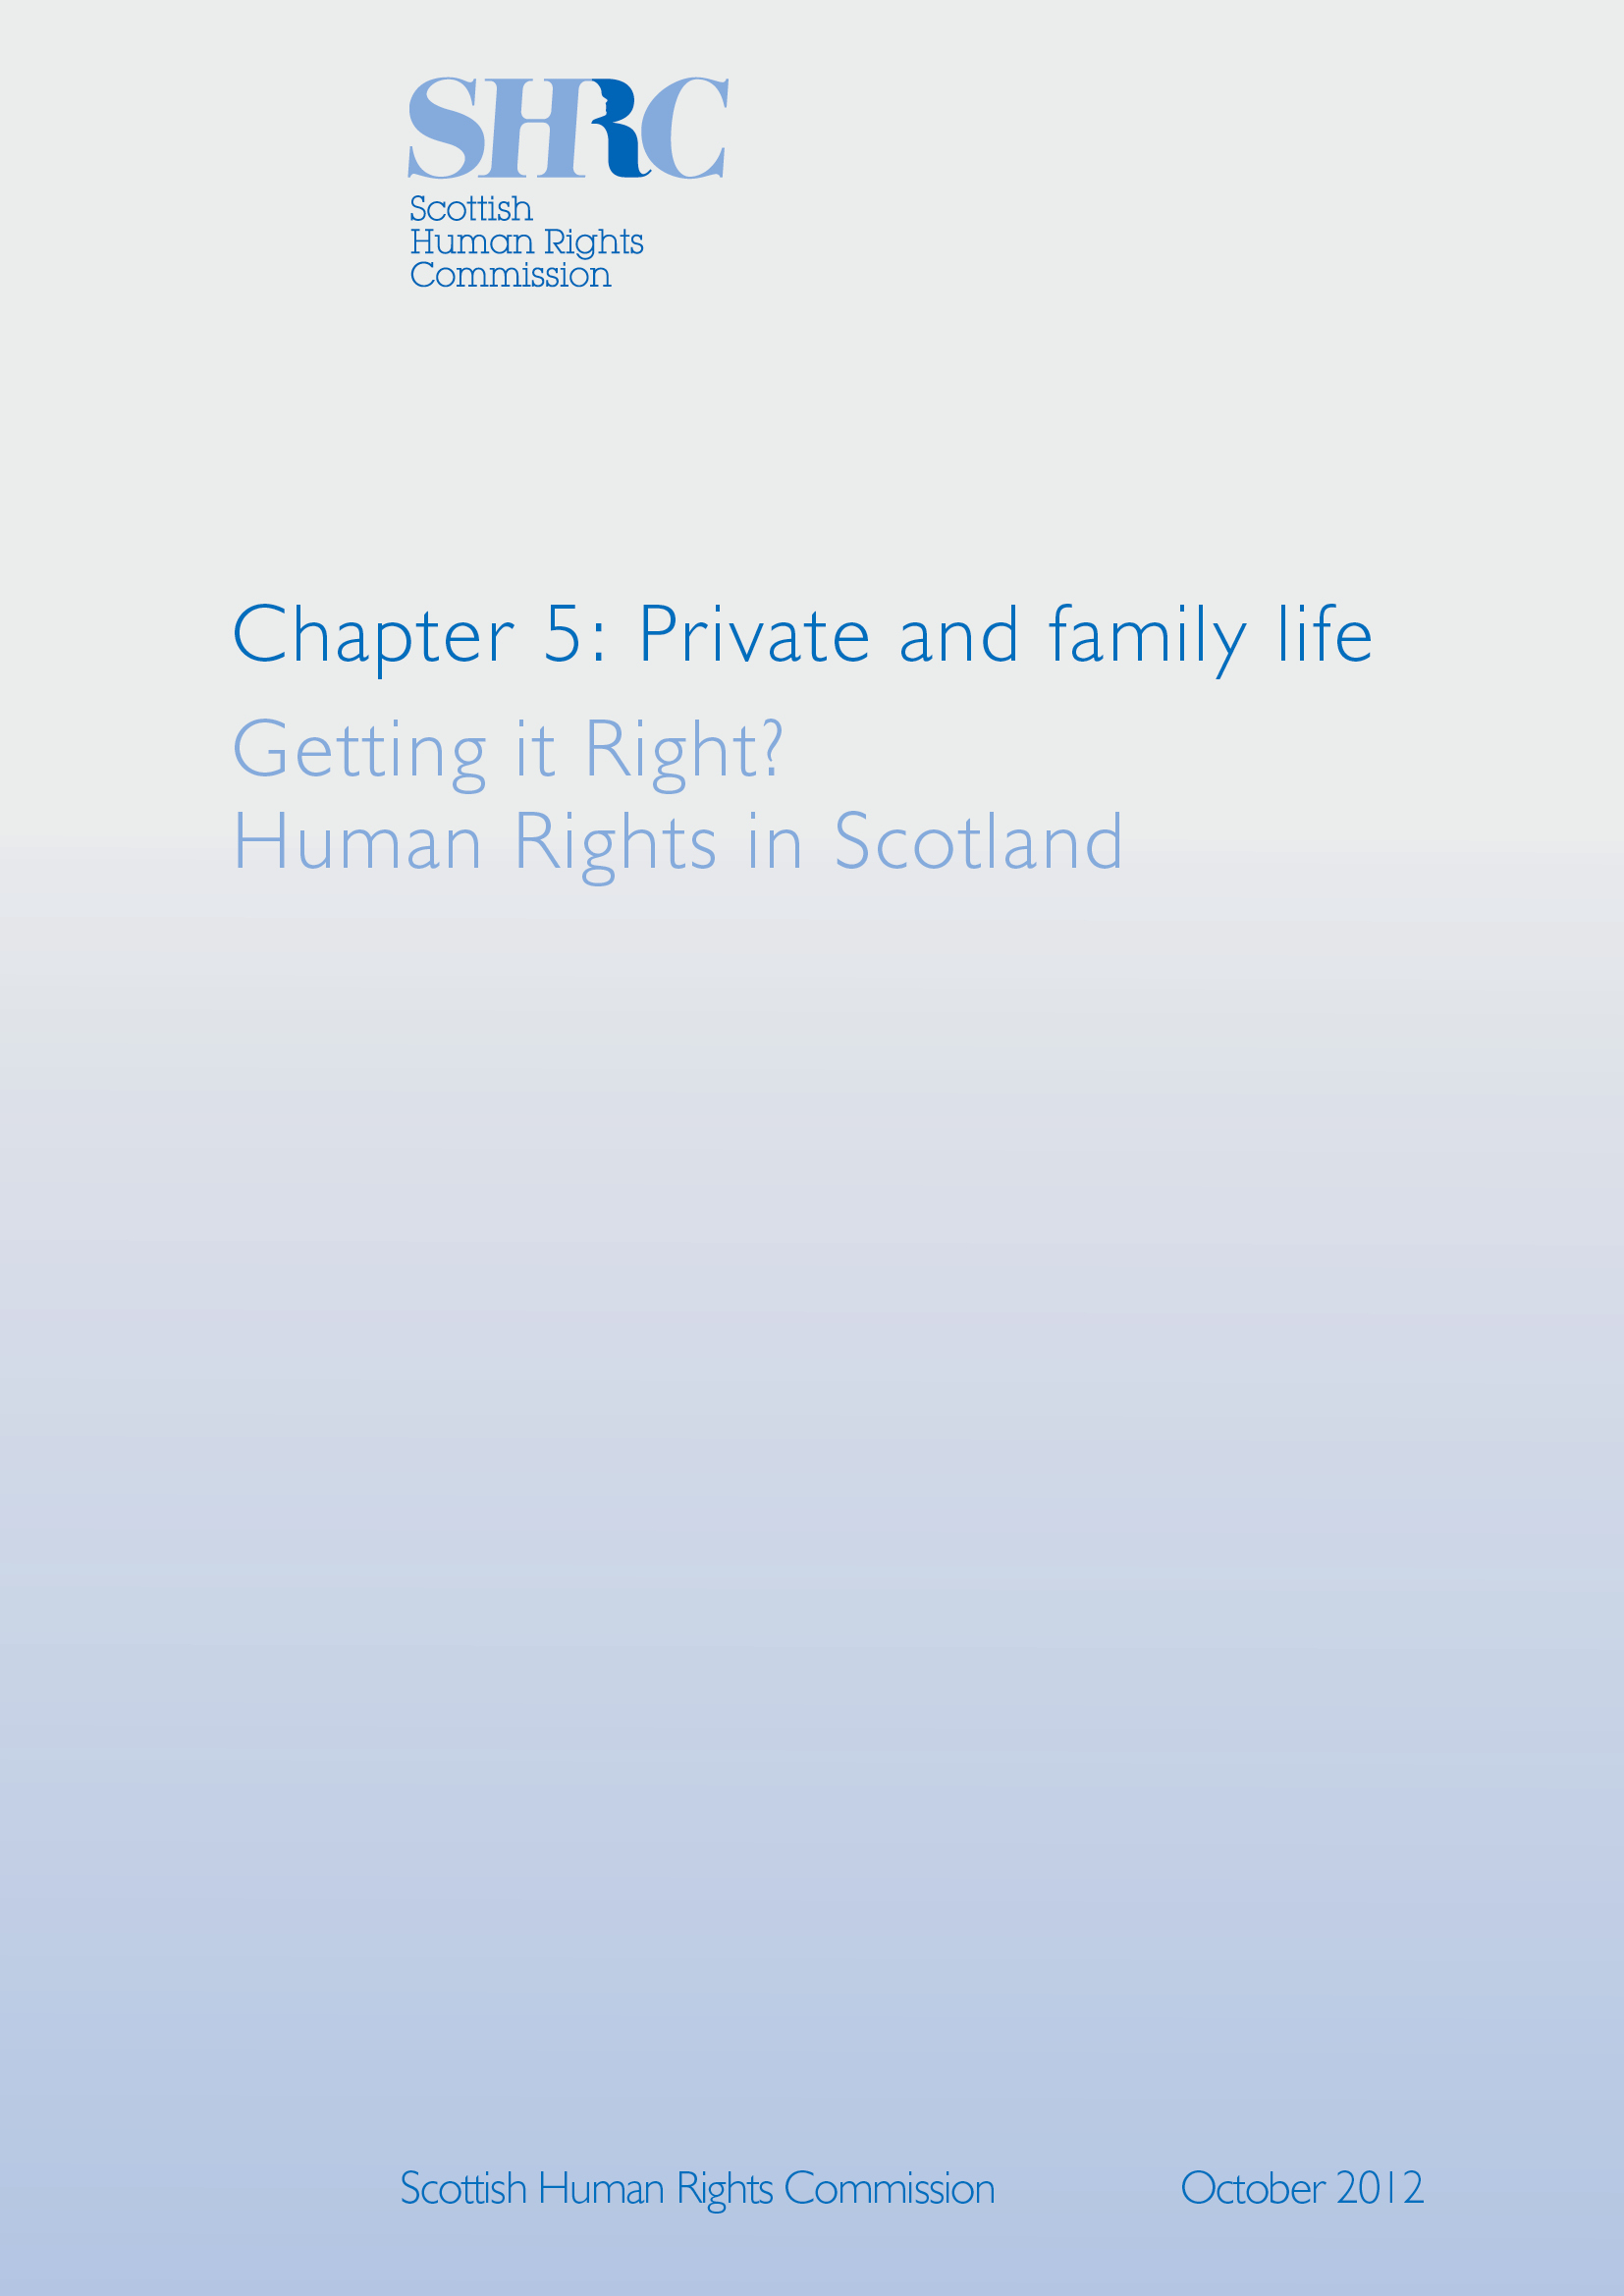 SHRC
Scottish
Human Rights
Commission
Chapter 5: Private and family life
Getting it Right?
Human Rights in Scotland
Scottish Human Rights Commission October 2012